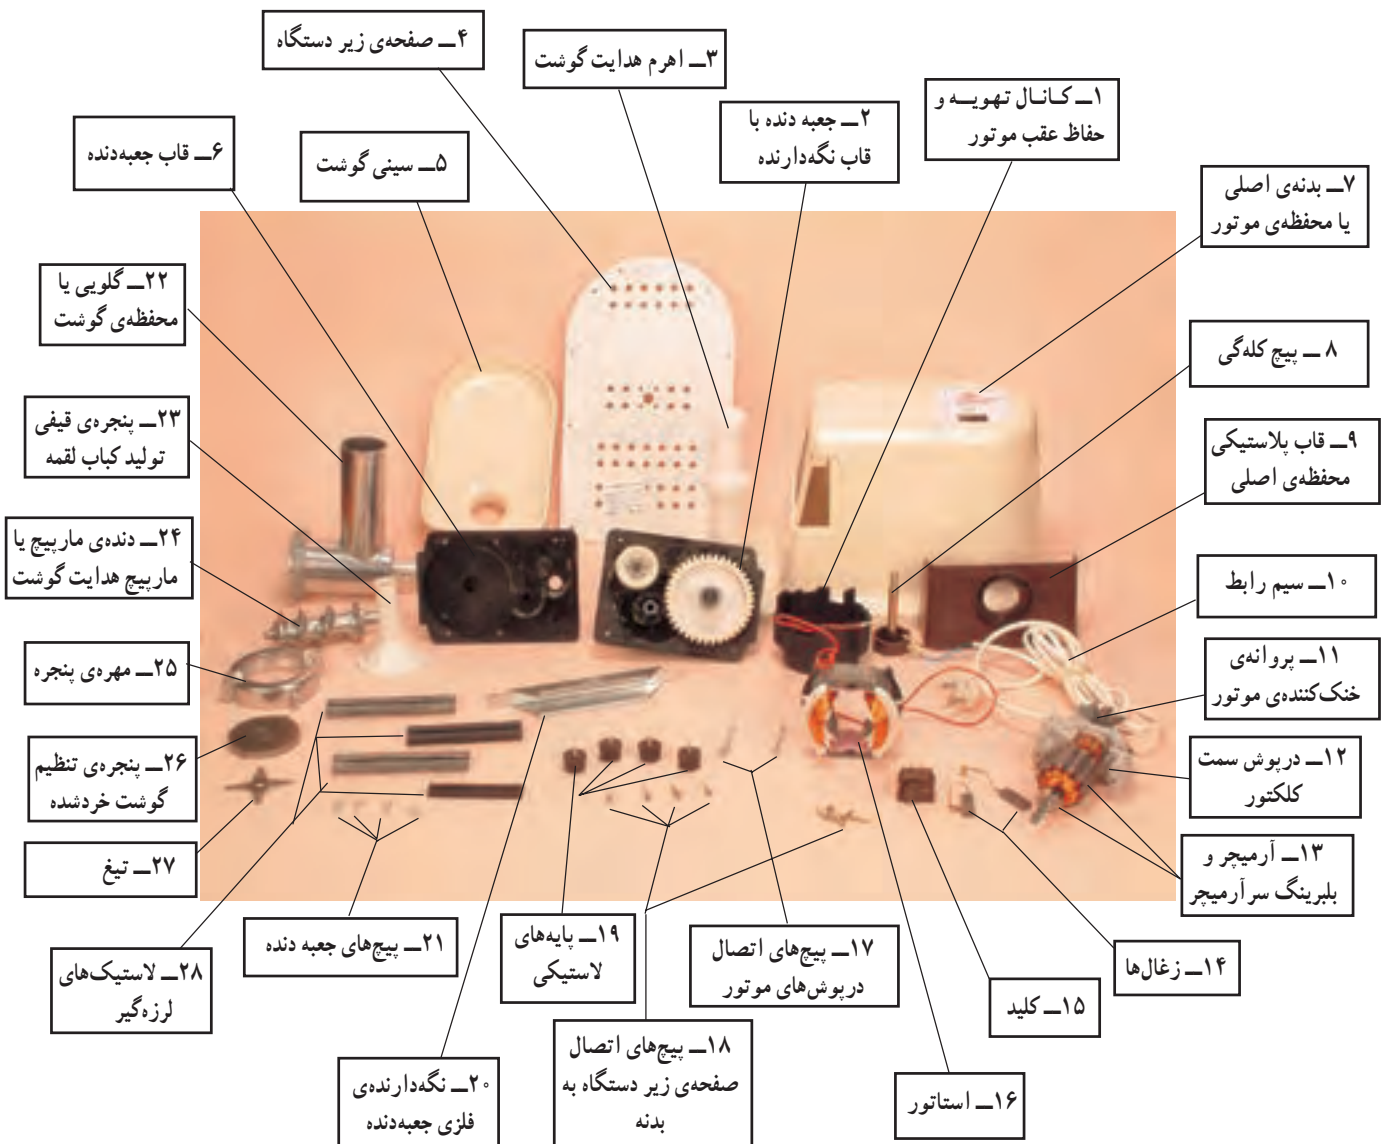 ۱ــ کـانـال تهویــه و
حفاظ عقب موتور
۲ــ جعبه دنده با
قاب نگه‌دارنده
۳ــ اهرم هدایت گوشت
۴ــ صفحه‌ی زیر دستگاه
۵ــ سینی گوشت
۶ــ قاب جعبه‌دنده
۷ــ بدنه‌ی اصلی
یا محفظه‌ی موتور
۸ ــ پیچ کله‌گی
۹ــ قاب پلاستیکی
محفظه‌ی اصلی
۱۰ــ سیم رابط
۱۱ــ پروانه‌ی
خنک‌کننده‌ی موتور
۱۲ــ درپوش سمت
کلکتور
۱۳ــ آرمیچر و
بلبرینگ سرآرمیچر
۱۴ــ زغال‌ها
۱۵ــ کلید
۱۶ــ استاتور
۱۷ــ پیچ‌های اتصال
درپوش‌های موتور
۱۸ــ پیچ‌های اتصال
صفحه‌ی زیر دستگاه به
بدنه
۱۹ــ پایه‌های
لاستیکی
۲۰ــ نگه‌دارنده‌ی
فلزی جعبه‌دنده
۲۱ــ پیچ‌های جعبه دنده
۲۲ــ گلویی یا
محفظه‌ی گوشت
۲۳ــ پنجره‌ی قیفی
تولید کباب لقمه
۲۴ــ دنده‌ی مارپیچ یا
مارپیچ هدایت گوشت
۲۵ــ مهره‌ی پنجره
۲۶ــ پنجره‌ی تنظیم
گوشت خردشده
۲۷ــ تیغ
۲۸ــ لاستیک‌های
لرزه‌گیر